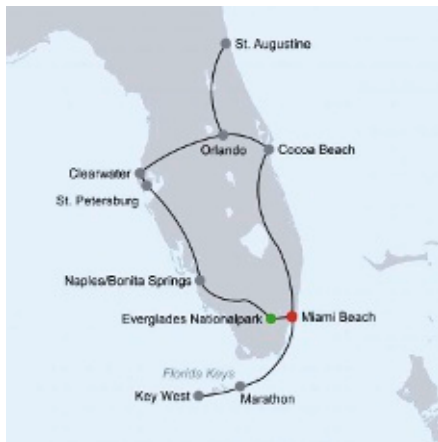 St. Augustine
Orlando
Cocoa Beach
Clearwater
St. Petersburg
Naples/Bonita Springs
Everglades Nationalpark
Miami Beach
Florida Keys
Key West
Marathon